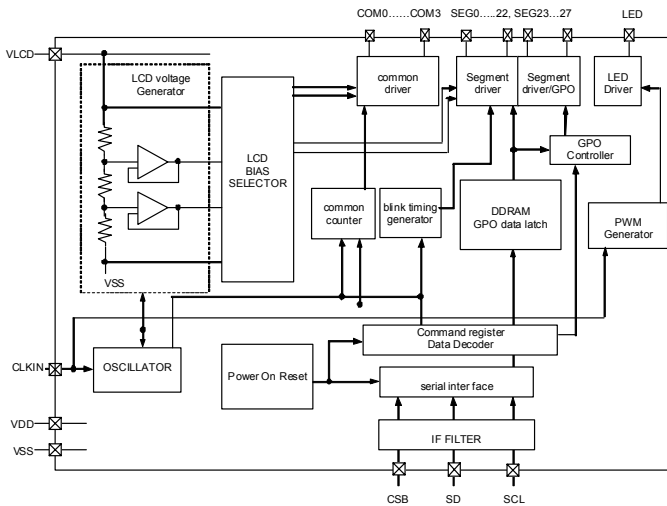 COM0……COM3 SEG0…..22, SEG23…27 LED
VLCD
LCD voltage
Generator
common
driver
Segment
driver
Segment
driver/GPO
LED
Driver
LCD
BIAS
SELECTOR
GPO
Controller
common
counter
blink timing
generator
DDRAM
GPO data latch
PWM
Generator
VSS
Command register
Data Decoder
CLKIN
OSCILLATOR
Power On Reset
serial inter face
VDD
IF FILTER
VSS
CSB SD SCL